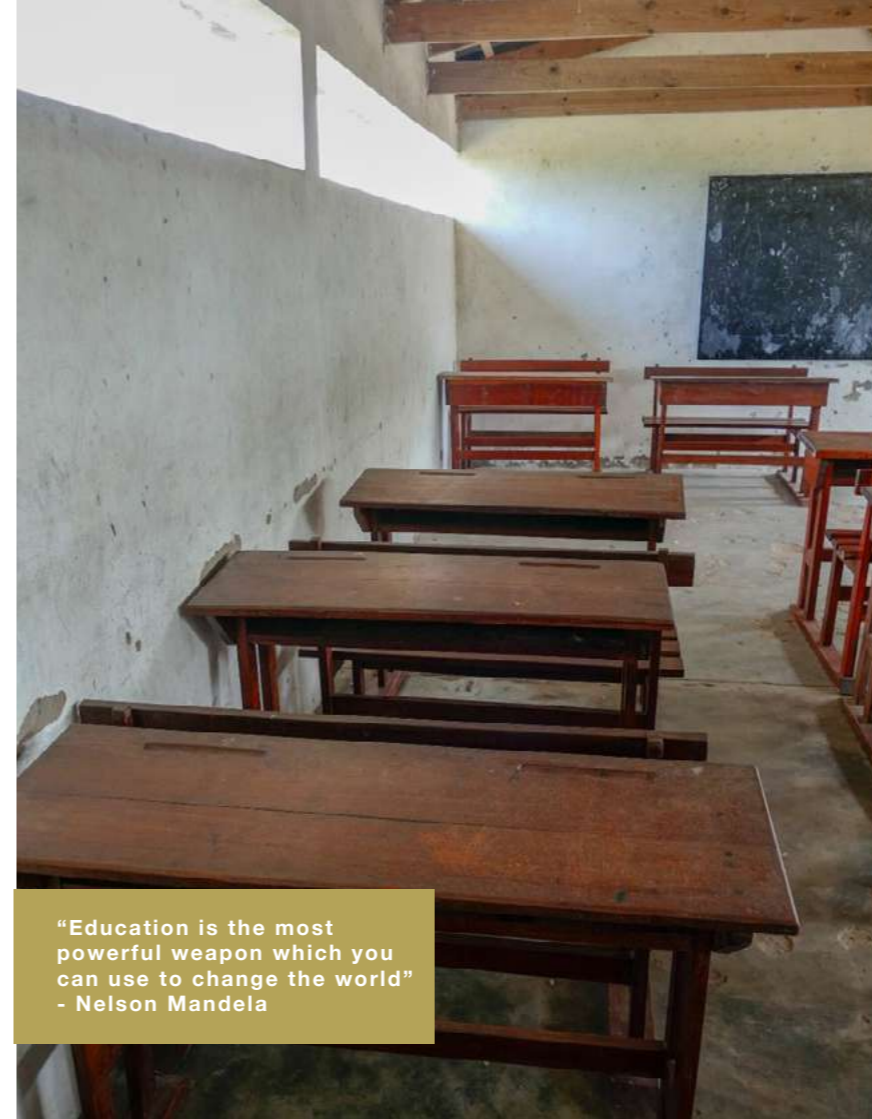 “Education is the most
powerful weapon which you
can use to change the world”
- Nelson Mandela